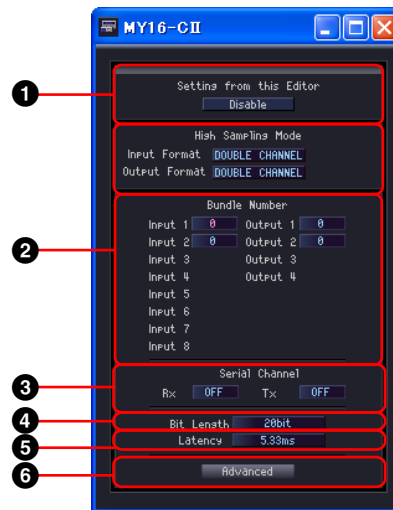 MY16-CII
1
Setting from this Editor
Disable
High Sampling Mode
Input Format DOUBLE CHANNEL
Output Format DOUBLE CHANNEL
2
Bundle Number
Input 1 0 Output 1 0
Input 2 0 Output 2 0
Input 3 Output 3
Input 4 Output 4
Input 5
Input 6
Input 7
Input 8
3
Serial Channel
Rx OFF Tx OFF
4
Bit Length 20bit
5
Latency 5.33ms
6
Advanced